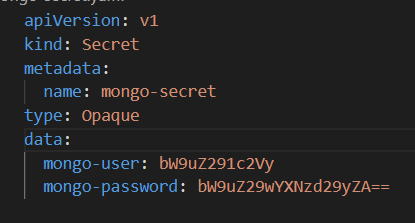 apiVersion: v1
kind: Secret
metadata:
  name: mongo-secret
type: Opaque
data:
  mongo-user: bW9uZ291c2Vy
  mongo-password: bW9uZ29wYXNzd29yZA==